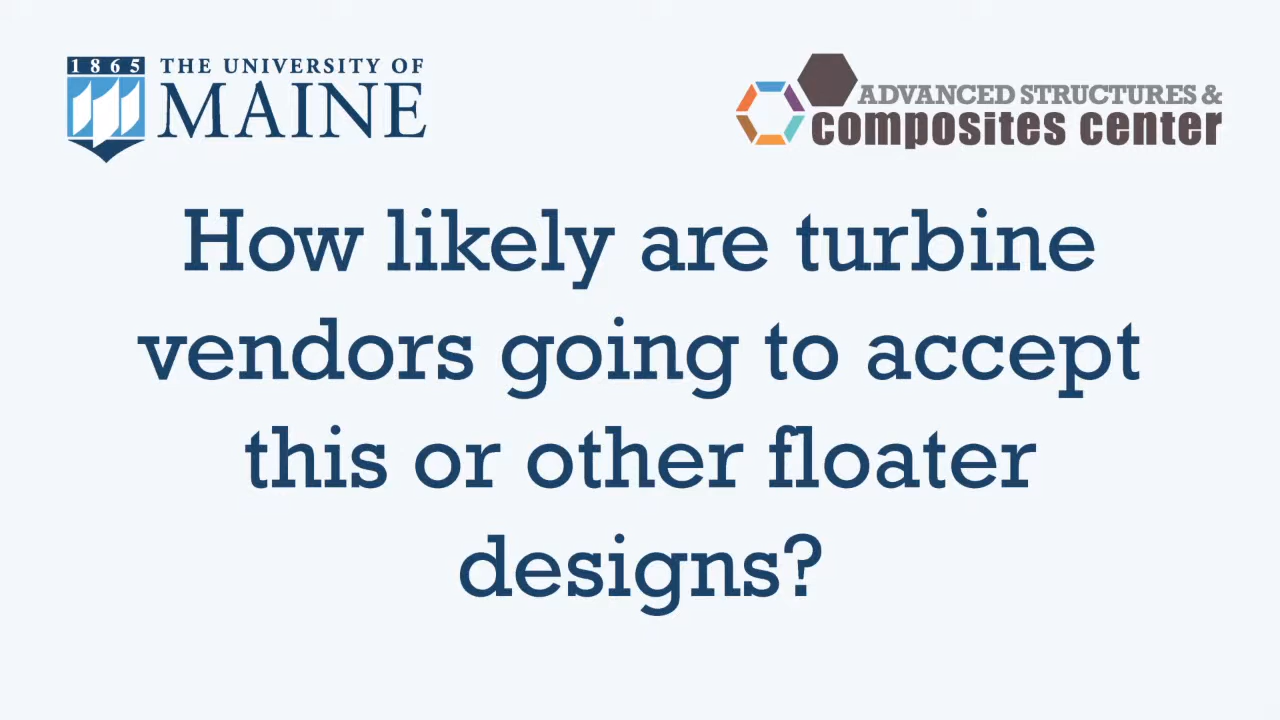 1865
THE UNIVERSITY OF
MAINE
ADVANCED STRUCTURES &
composites center
How likely are turbine
vendors going to accept
this or other floater
designs?